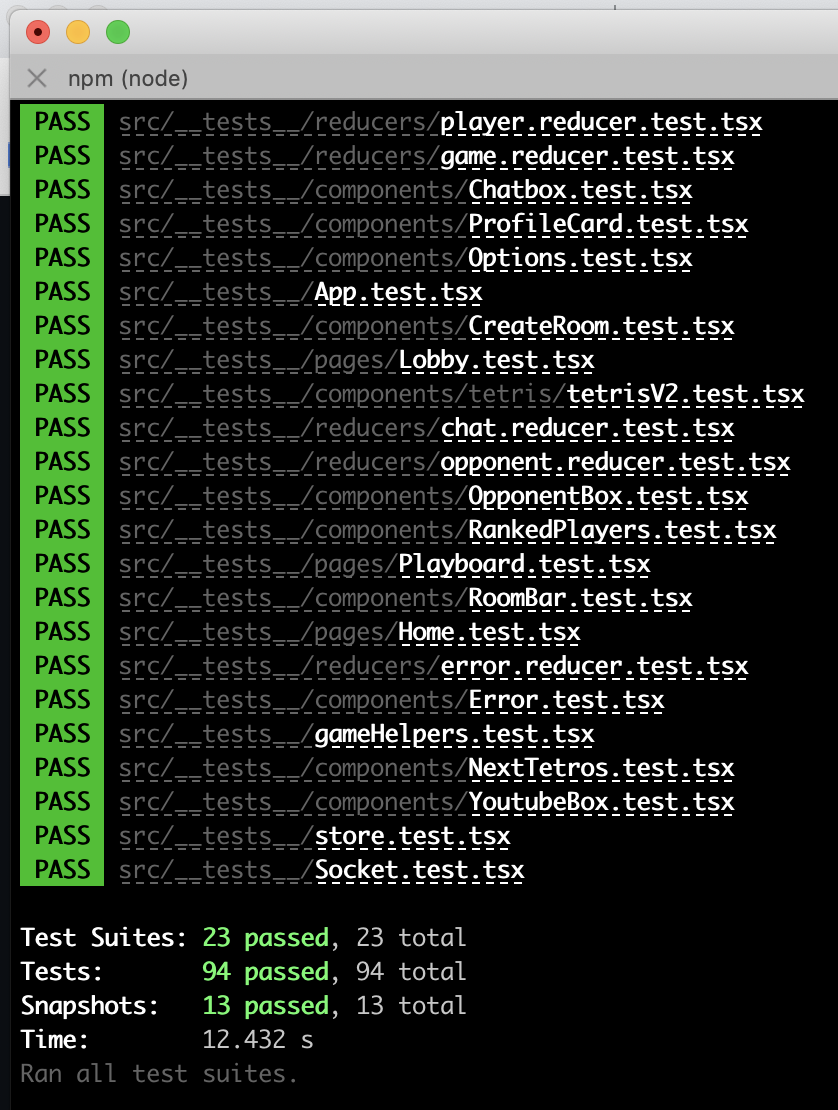 npm (node)
PASS src/__tests__/reducers/player.reducer.test.tsx
PASS src/__tests__/reducers/game.reducer.test.tsx
PASS src/__tests__/components/Chatbox.test.tsx
PASS src/__tests__/components/ProfileCard.test.tsx
PASS src/__tests__/components/Options.test.tsx
PASS src/__tests__/App.test.tsx
PASS src/__tests__/components/CreateRoom.test.tsx
PASS src/__tests__/pages/Lobby.test.tsx
PASS src/__tests__/components/tetris/tetrisV2.test.tsx
PASS src/__tests__/reducers/chat.reducer.test.tsx
PASS src/__tests__/reducers/opponent.reducer.test.tsx
PASS src/__tests__/components/OpponentBox.test.tsx
PASS src/__tests__/components/RankedPlayers.test.tsx
PASS src/__tests__/pages/Playboard.test.tsx
PASS src/__tests__/components/RoomBar.test.tsx
PASS src/__tests__/pages/Home.test.tsx
PASS src/__tests__/reducers/error.reducer.test.tsx
PASS src/__tests__/components/Error.test.tsx
PASS src/__tests__/gameHelpers.test.tsx
PASS src/__tests__/components/NextTetros.test.tsx
PASS src/__tests__/components/YoutubeBox.test.tsx
PASS src/__tests__/store.test.tsx
PASS src/__tests__/Socket.test.tsx
Test Suites: 23 passed, 23 total
Tests: 94 passed, 94 total
Snapshots: 13 passed, 13 total
Time: 12.432 s
Ran all test suites.